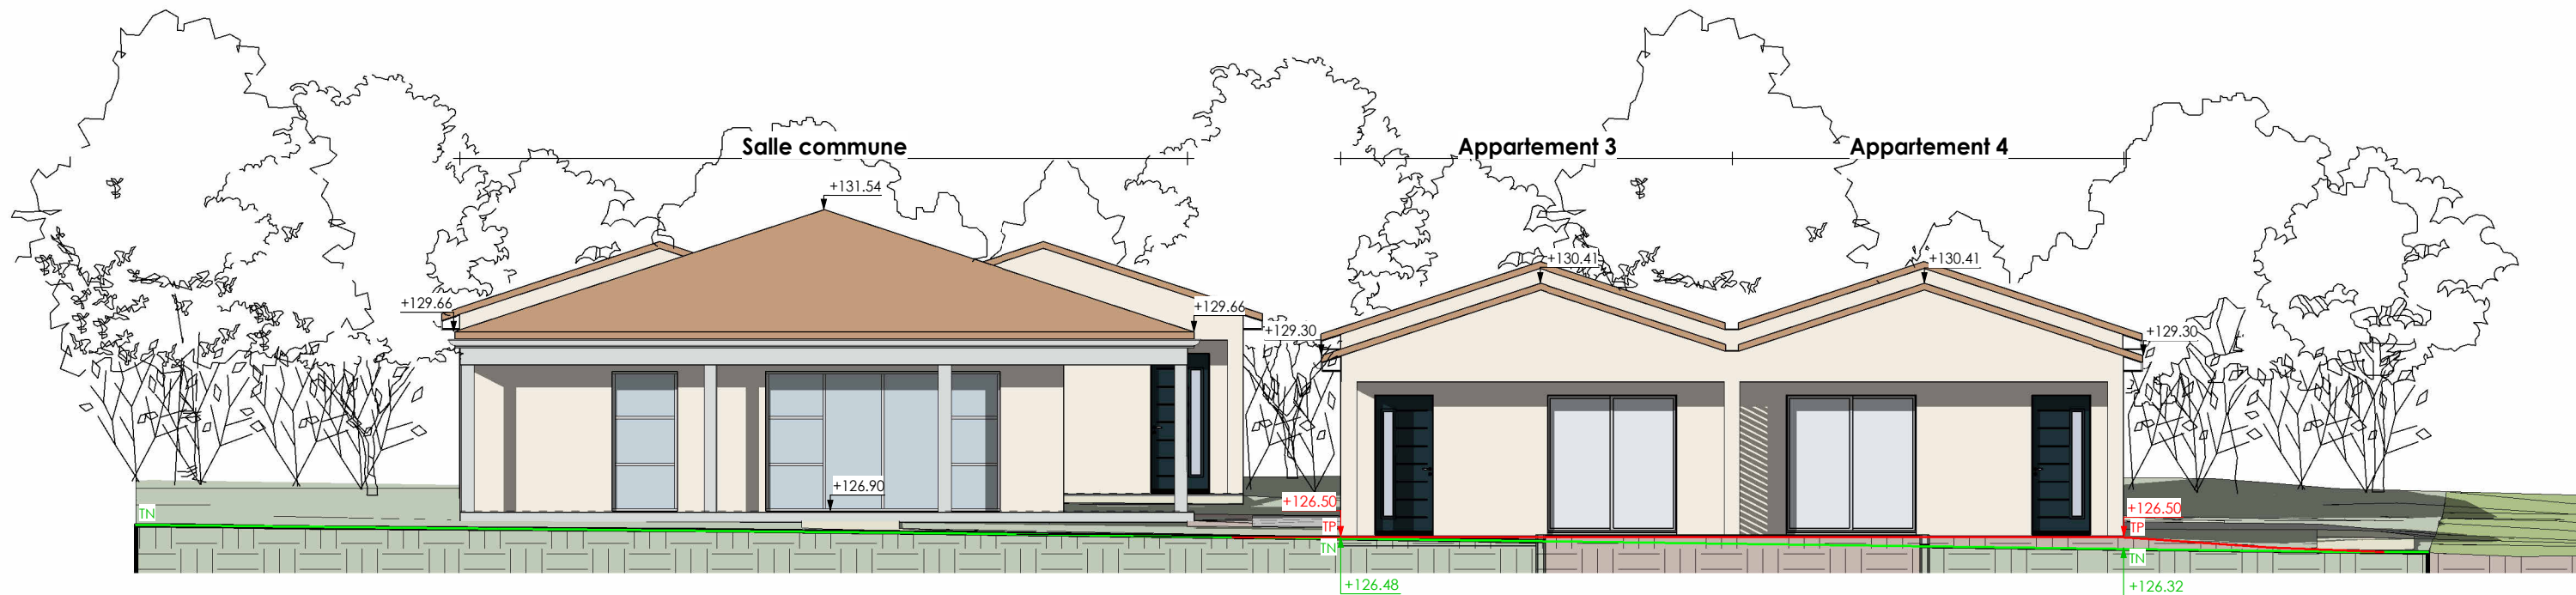 Salle commune
Appartement 3
Appartement 4
+131.54
+130.41
+130.41
+129.66
+129.66
+129.30
+129.30
+126.90
+126.50
+126.50
TN
TP
TP
TN
TN
+126.48
+126.32